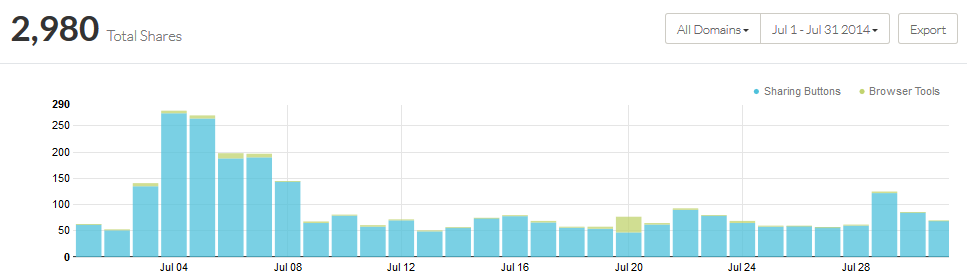 2,980 Total Shares
All Domains Jul 1 - Jul 31 2014 Export
Sharing Buttons Browser Tools
290
250
200
150
100
50
0
Jul 04 Jul 08 Jul 12 Jul 16 Jul 20 Jul 24 Jul 28